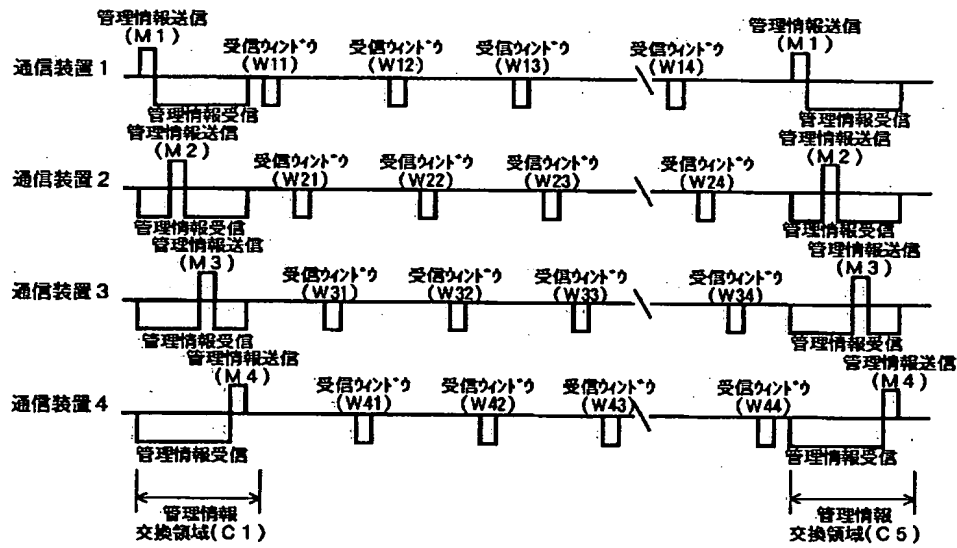 管理情報送信
(M1)
受信ウィンドウ
(W11)
受信ウィンドウ
(W12)
受信ウィンドウ
(W13)
受信ウィンドウ
(W14)
管理情報送信
(M1)
通信装置1
管理情報受信
管理情報受信
管理情報送信
(M2)
受信ウィンドウ
(W21)
受信ウィンドウ
(W22)
受信ウィンドウ
(W23)
受信ウィンドウ
(W24)
管理情報送信
(M2)
通信装置2
管理情報受信
管理情報受信
管理情報送信
(M3)
受信ウィンドウ
(W31)
受信ウィンドウ
(W32)
受信ウィンドウ
(W33)
受信ウィンドウ
(W34)
管理情報送信
(M3)
通信装置3
管理情報受信
管理情報受信
管理情報送信
(M4)
受信ウィンドウ
(W41)
受信ウィンドウ
(W42)
受信ウィンドウ
(W43)
受信ウィンドウ
(W44)
管理情報送信
(M4)
通信装置4
管理情報受信
管理情報受信
管理情報
交換領域(C1)
管理情報
交換領域(C5)